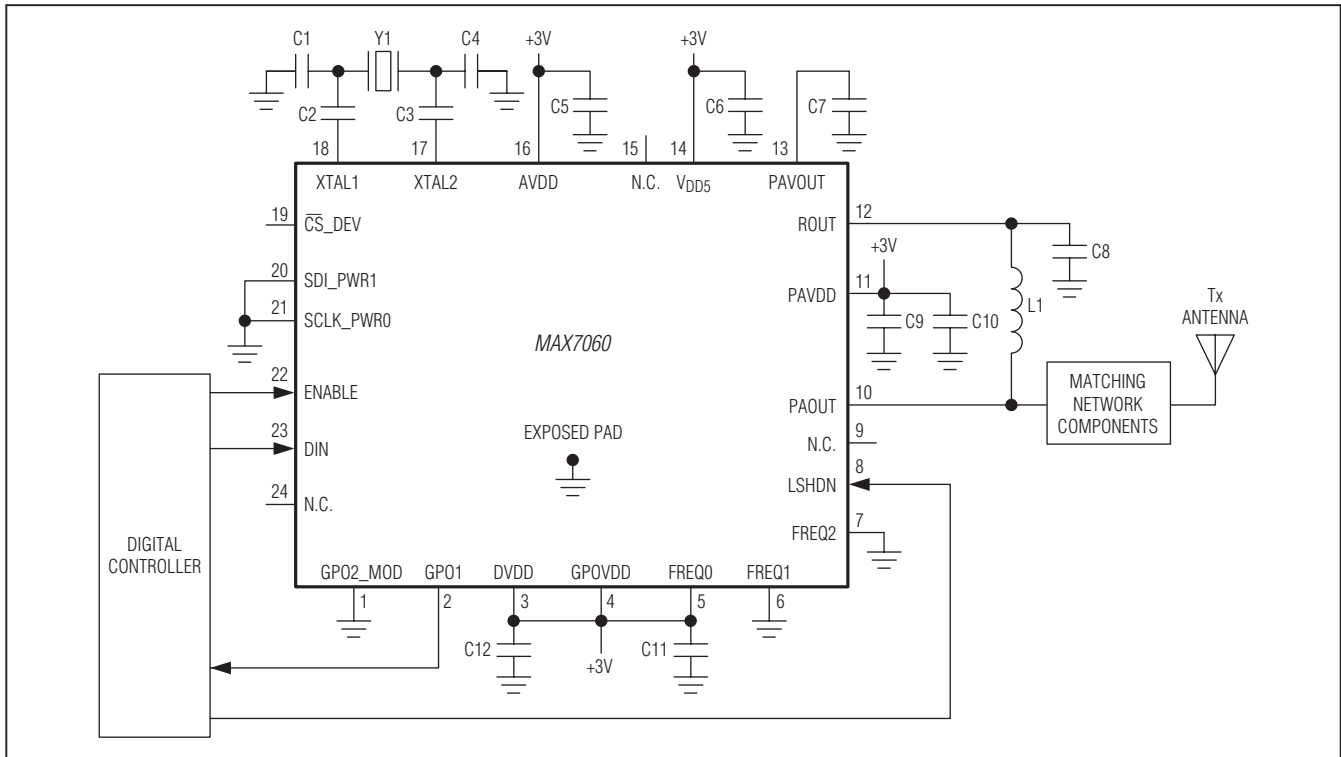 C1
Y1
C4
+3V
+3V
C2
C3
C5
C6
C7
18
17
16
15
14
13
XTAL1
XTAL2
AVDD
N.C.
VDD5
PAVOUT
19
CS_DEV
20
SDI_PWR1
21
SCLK_PWR0
22
ENABLE
23
DIN
24
N.C.
MAX7060
EXPOSED PAD
ROUT
12
C8
+3V
PAVDD
11
C9
C10
L1
Tx
ANTENNA
PAOUT
10
MATCHING
NETWORK
COMPONENTS
N.C.
9
LSHDN
8
FREQ2
7
DIGITAL
CONTROLLER
GPO2_MOD
GPO1
DVDD
GPOVDD
FREQ0
FREQ1
1
2
3
4
5
6
C12
+3V
C11